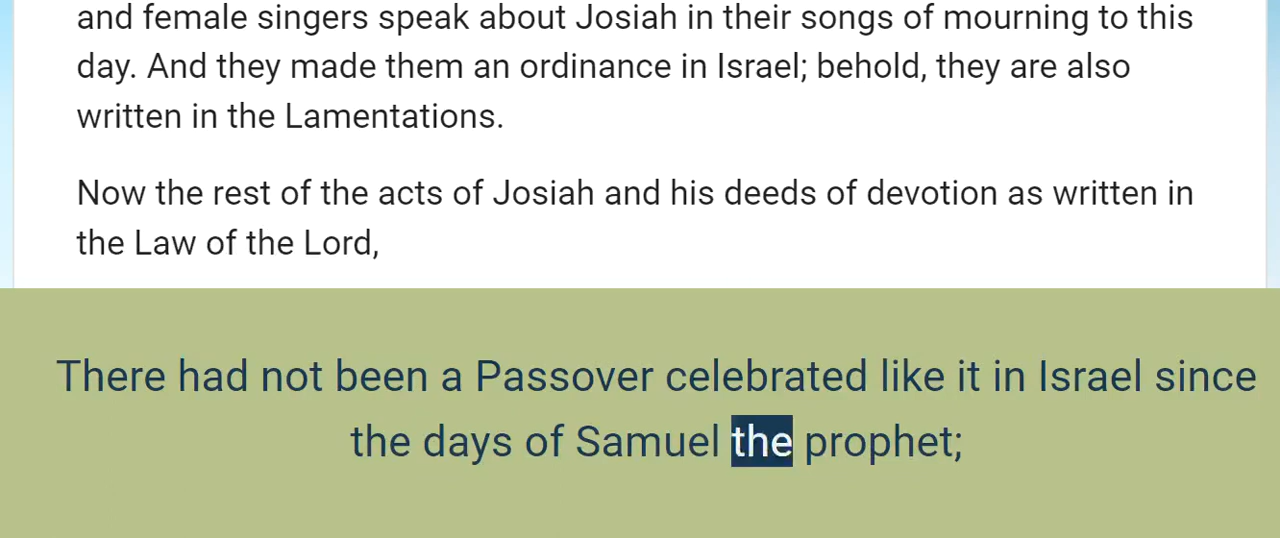 and female singers speak about Josiah in their songs of mourning to this
day. And they made them an ordinance in Israel; behold, they are also
written in the Lamentations.
Now the rest of the acts of Josiah and his deeds of devotion as written in
the Law of the Lord,
There had not been a Passover celebrated like it in Israel since
the days of Samuel the prophet;